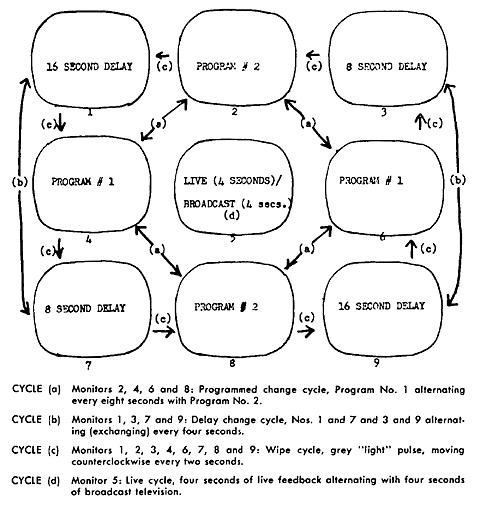 16 SECOND DELAY
(c)
PROGRAM # 2
(c)
8 SECOND DELAY
1
2
3
(c)
(a)
(a)
(c)
(b)
PROGRAM # 1
LIVE (4 SECONDS)/
BROADCAST (4 secs.)
(d)
PROGRAM # 1
(b)
4
5
6
(c)
(a)
(a)
(c)
8 SECOND DELAY
(c)
PROGRAM # 2
(c)
16 SECOND DELAY
7
8
9
CYCLE (a) Monitors 2, 4, 6 and 8: Programmed change cycle, Program No. 1 alternating
every eight seconds with Program No. 2.
CYCLE (b) Monitors 1, 3, 7 and 9: Delay change cycle, Nos. 1 and 7 and 3 and 9 alternat-
ing (exchanging) every four seconds.
CYCLE (c) Monitors 1, 2, 3, 4, 6, 7, 8 and 9: Wipe cycle, grey "light" pulse, moving
counterclockwise every two seconds.
CYCLE (d) Monitor 5: Live cycle, four seconds of live feedback alternating with four seconds
of broadcast television.